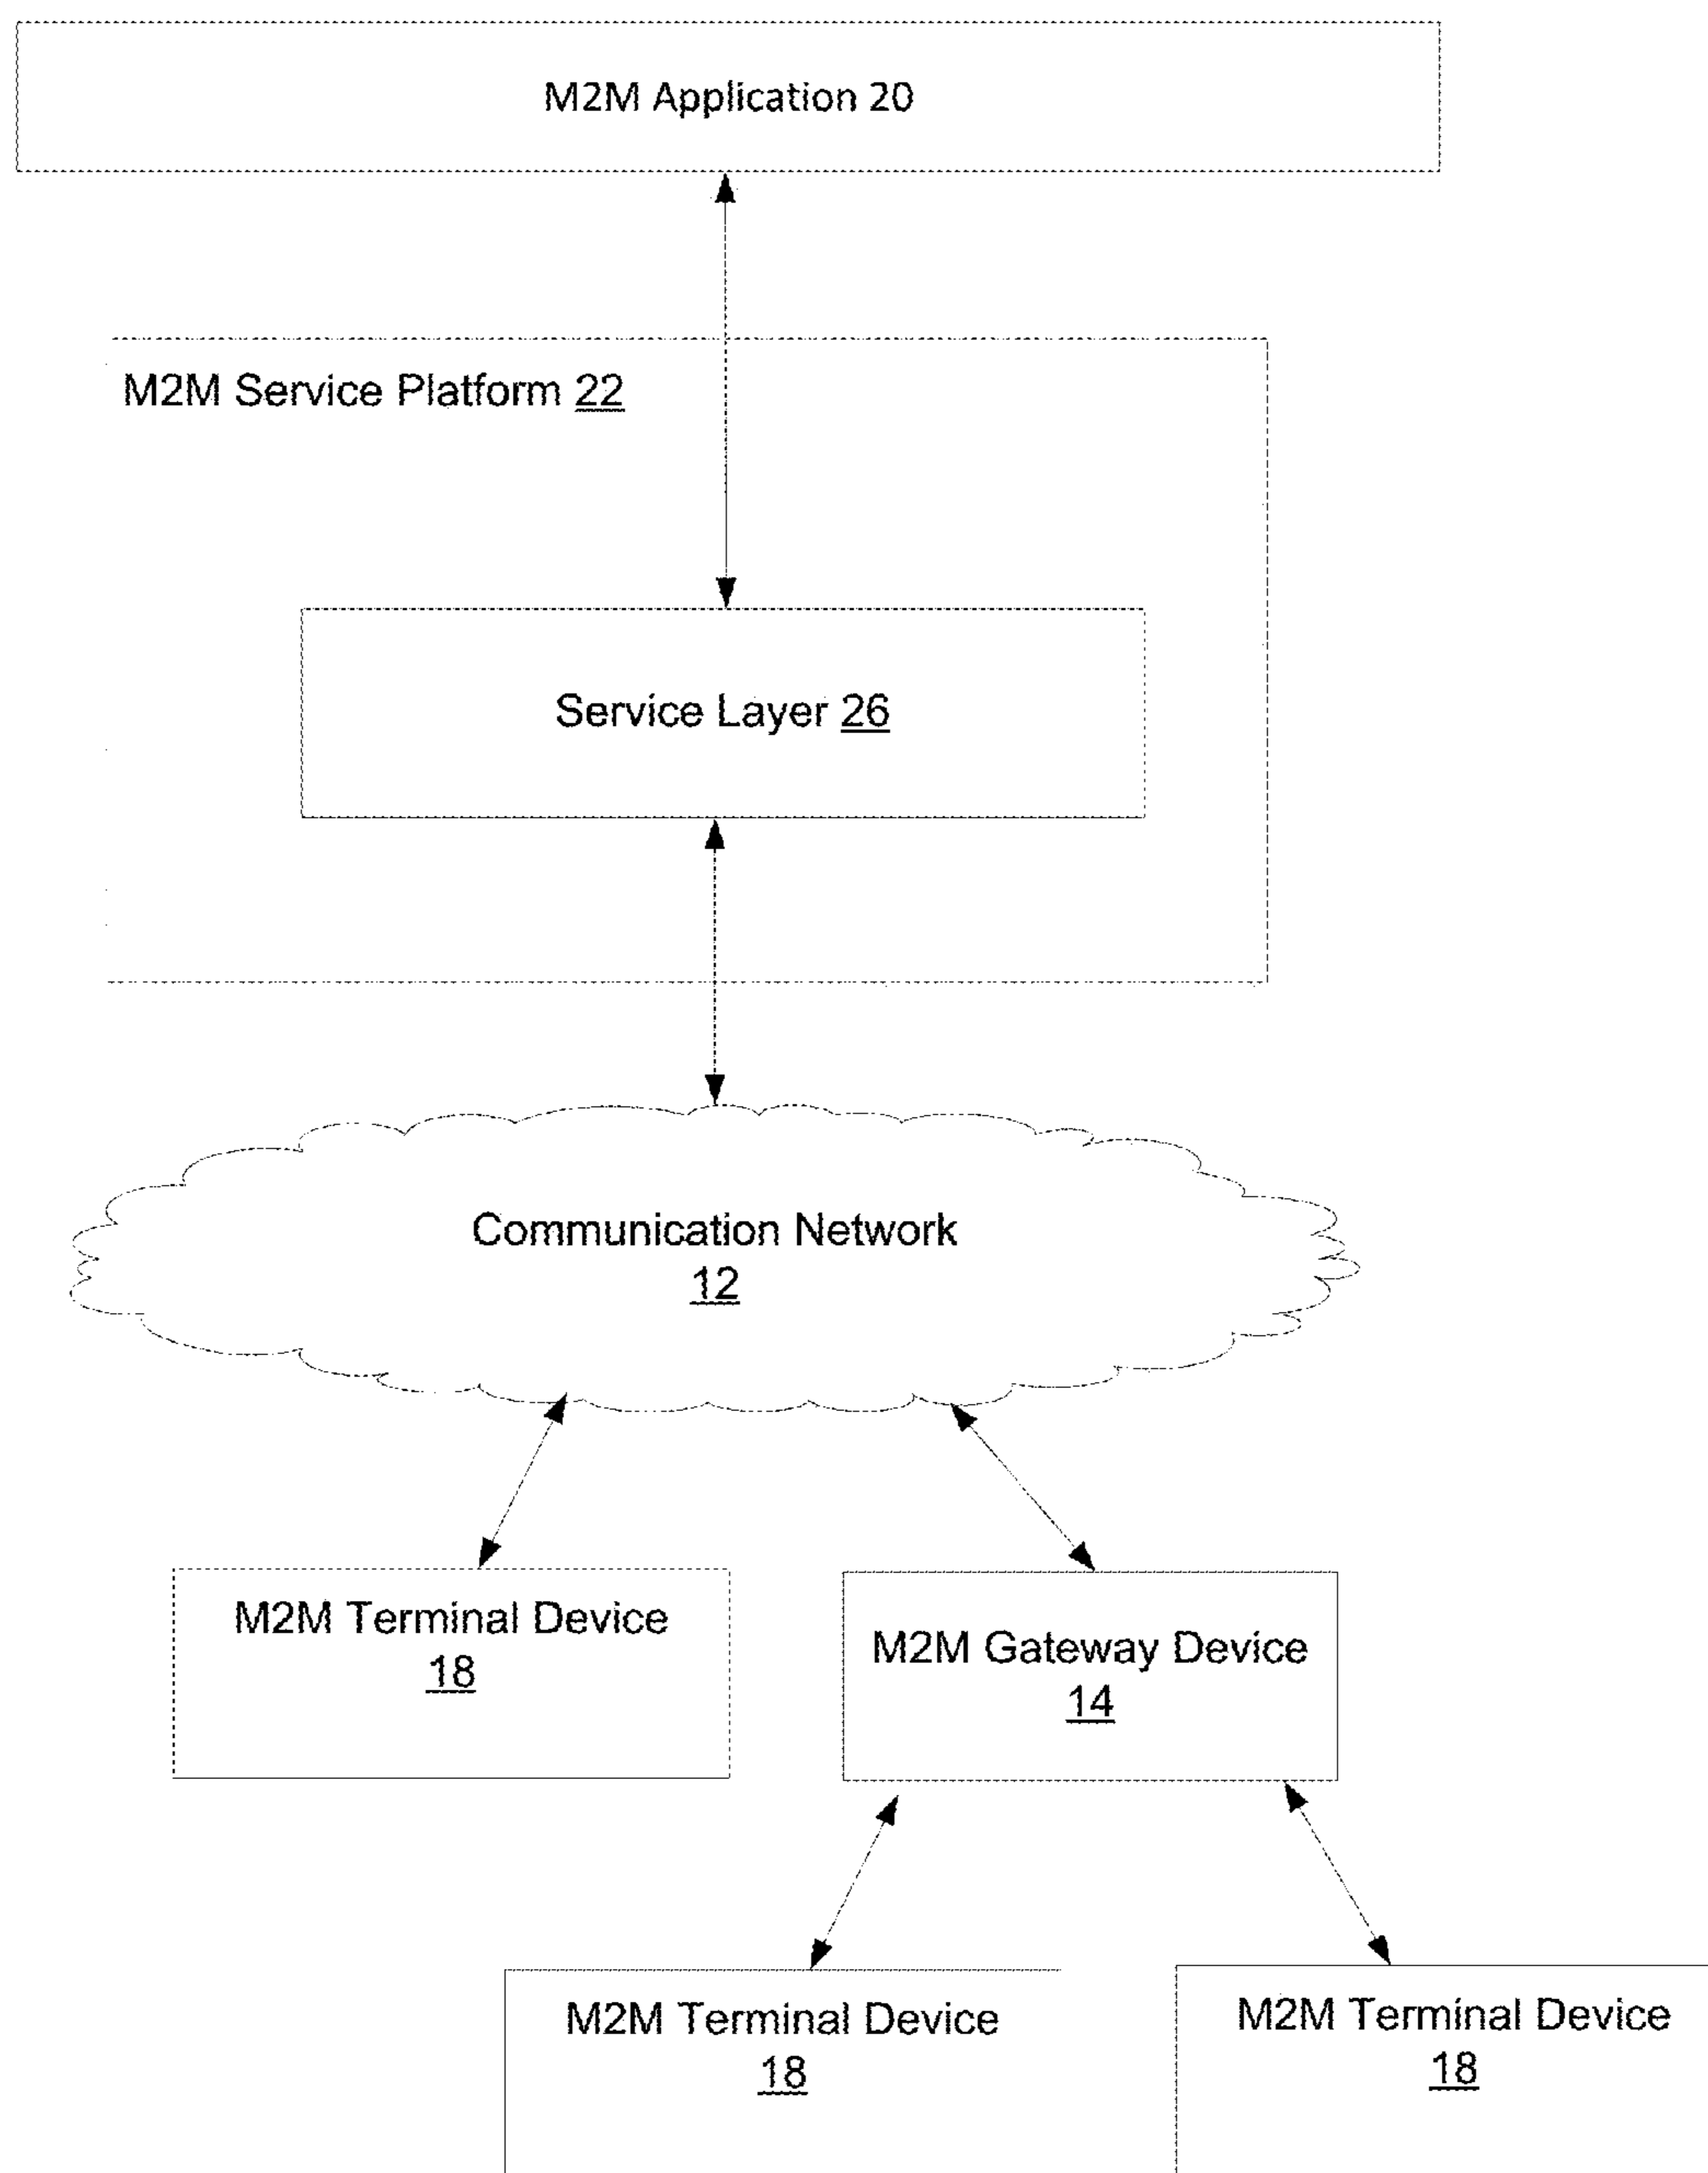 M2M Application 20
M2M Service Platform 22
Service Layer 26
Communication Network
12
M2M Terminal Device
18
M2M Gateway Device
14
M2M Terminal Device
18
M2M Terminal Device
18